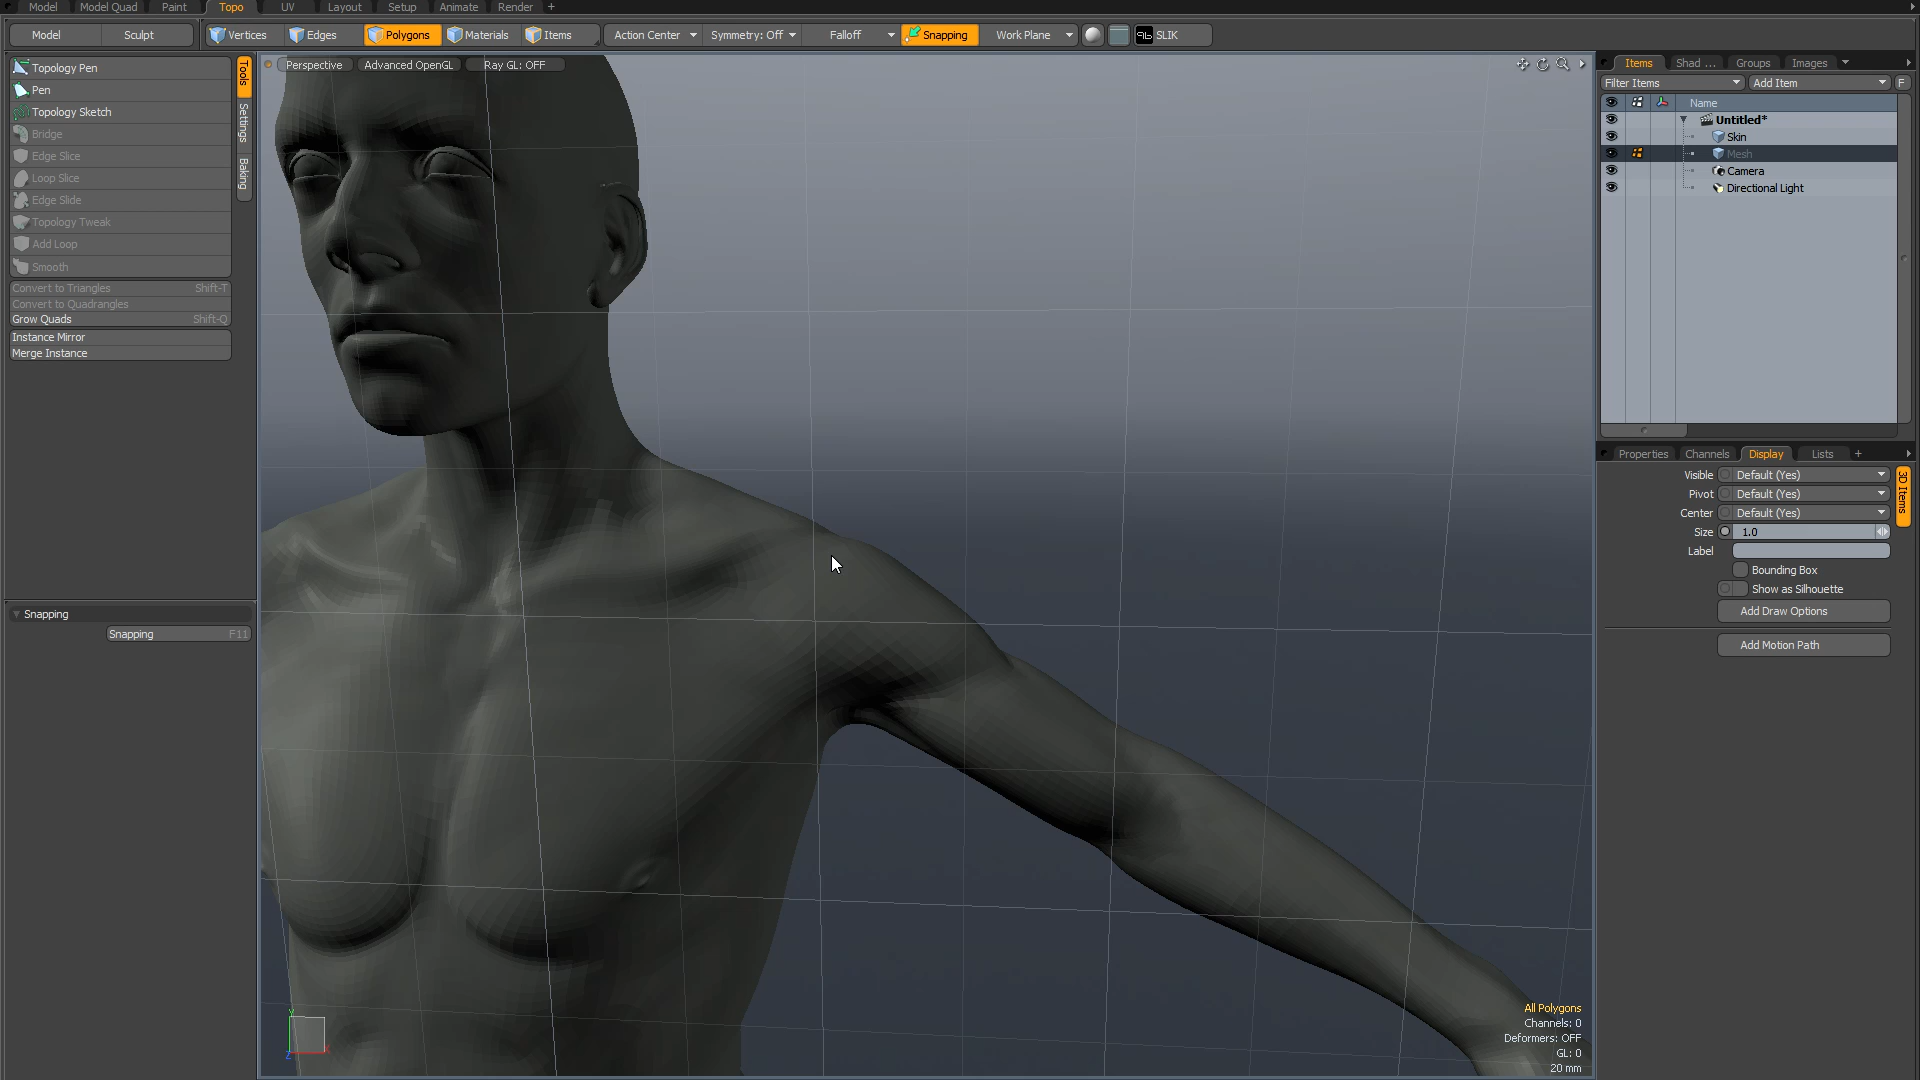 Model
Model Quad
Paint
Topo
UV
Layout
Setup
Animate
Render
+
Model
Sculpt
Vertices
Edges
Polygons
Materials
Items
Action Center
Symmetry: Off
Falloff
Snapping
Work Plane
SLIK
Topology Pen
Pen
Topology Sketch
Bridge
Edge Slice
Loop Slice
Edge Slide
Topology Tweak
Add Loop
Smooth
Convert to Triangles Shift-T
Convert to Quadrangles
Grow Quads Shift-Q
Instance Mirror
Merge Instance
Tools
Settings
Baking
Snapping
Snapping F11
Perspective
Advanced OpenGL
Ray GL: OFF
All Polygons
Channels: 0
Deformers: OFF
GL: 0
20 mm
Y
X
Z
Items
Shad ...
Groups
Images
Filter Items
Add Item
F
Name
Untitled*
Skin
Mesh
Camera
Directional Light
Properties
Channels
Display
Lists
+
Visible Default (Yes)
Pivot Default (Yes)
Center Default (Yes)
Size 1.0
Label
Bounding Box
Show as Silhouette
Add Draw Options
Add Motion Path
3D Items